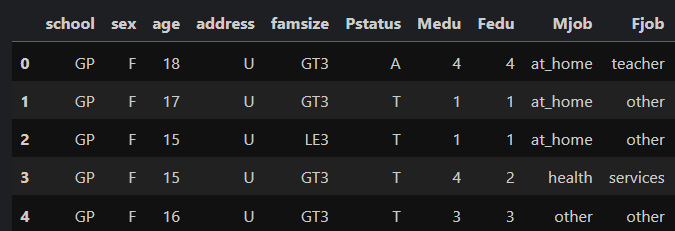 school sex age address famsize Pstatus Medu Fedu Mjob Fjob
0 GP F 18 U GT3 A 4 4 at_home teacher
1 GP F 17 U GT3 T 1 1 at_home other
2 GP F 15 U LE3 T 1 1 at_home other
3 GP F 15 U GT3 T 4 2 health services
4 GP F 16 U GT3 T 3 3 other other